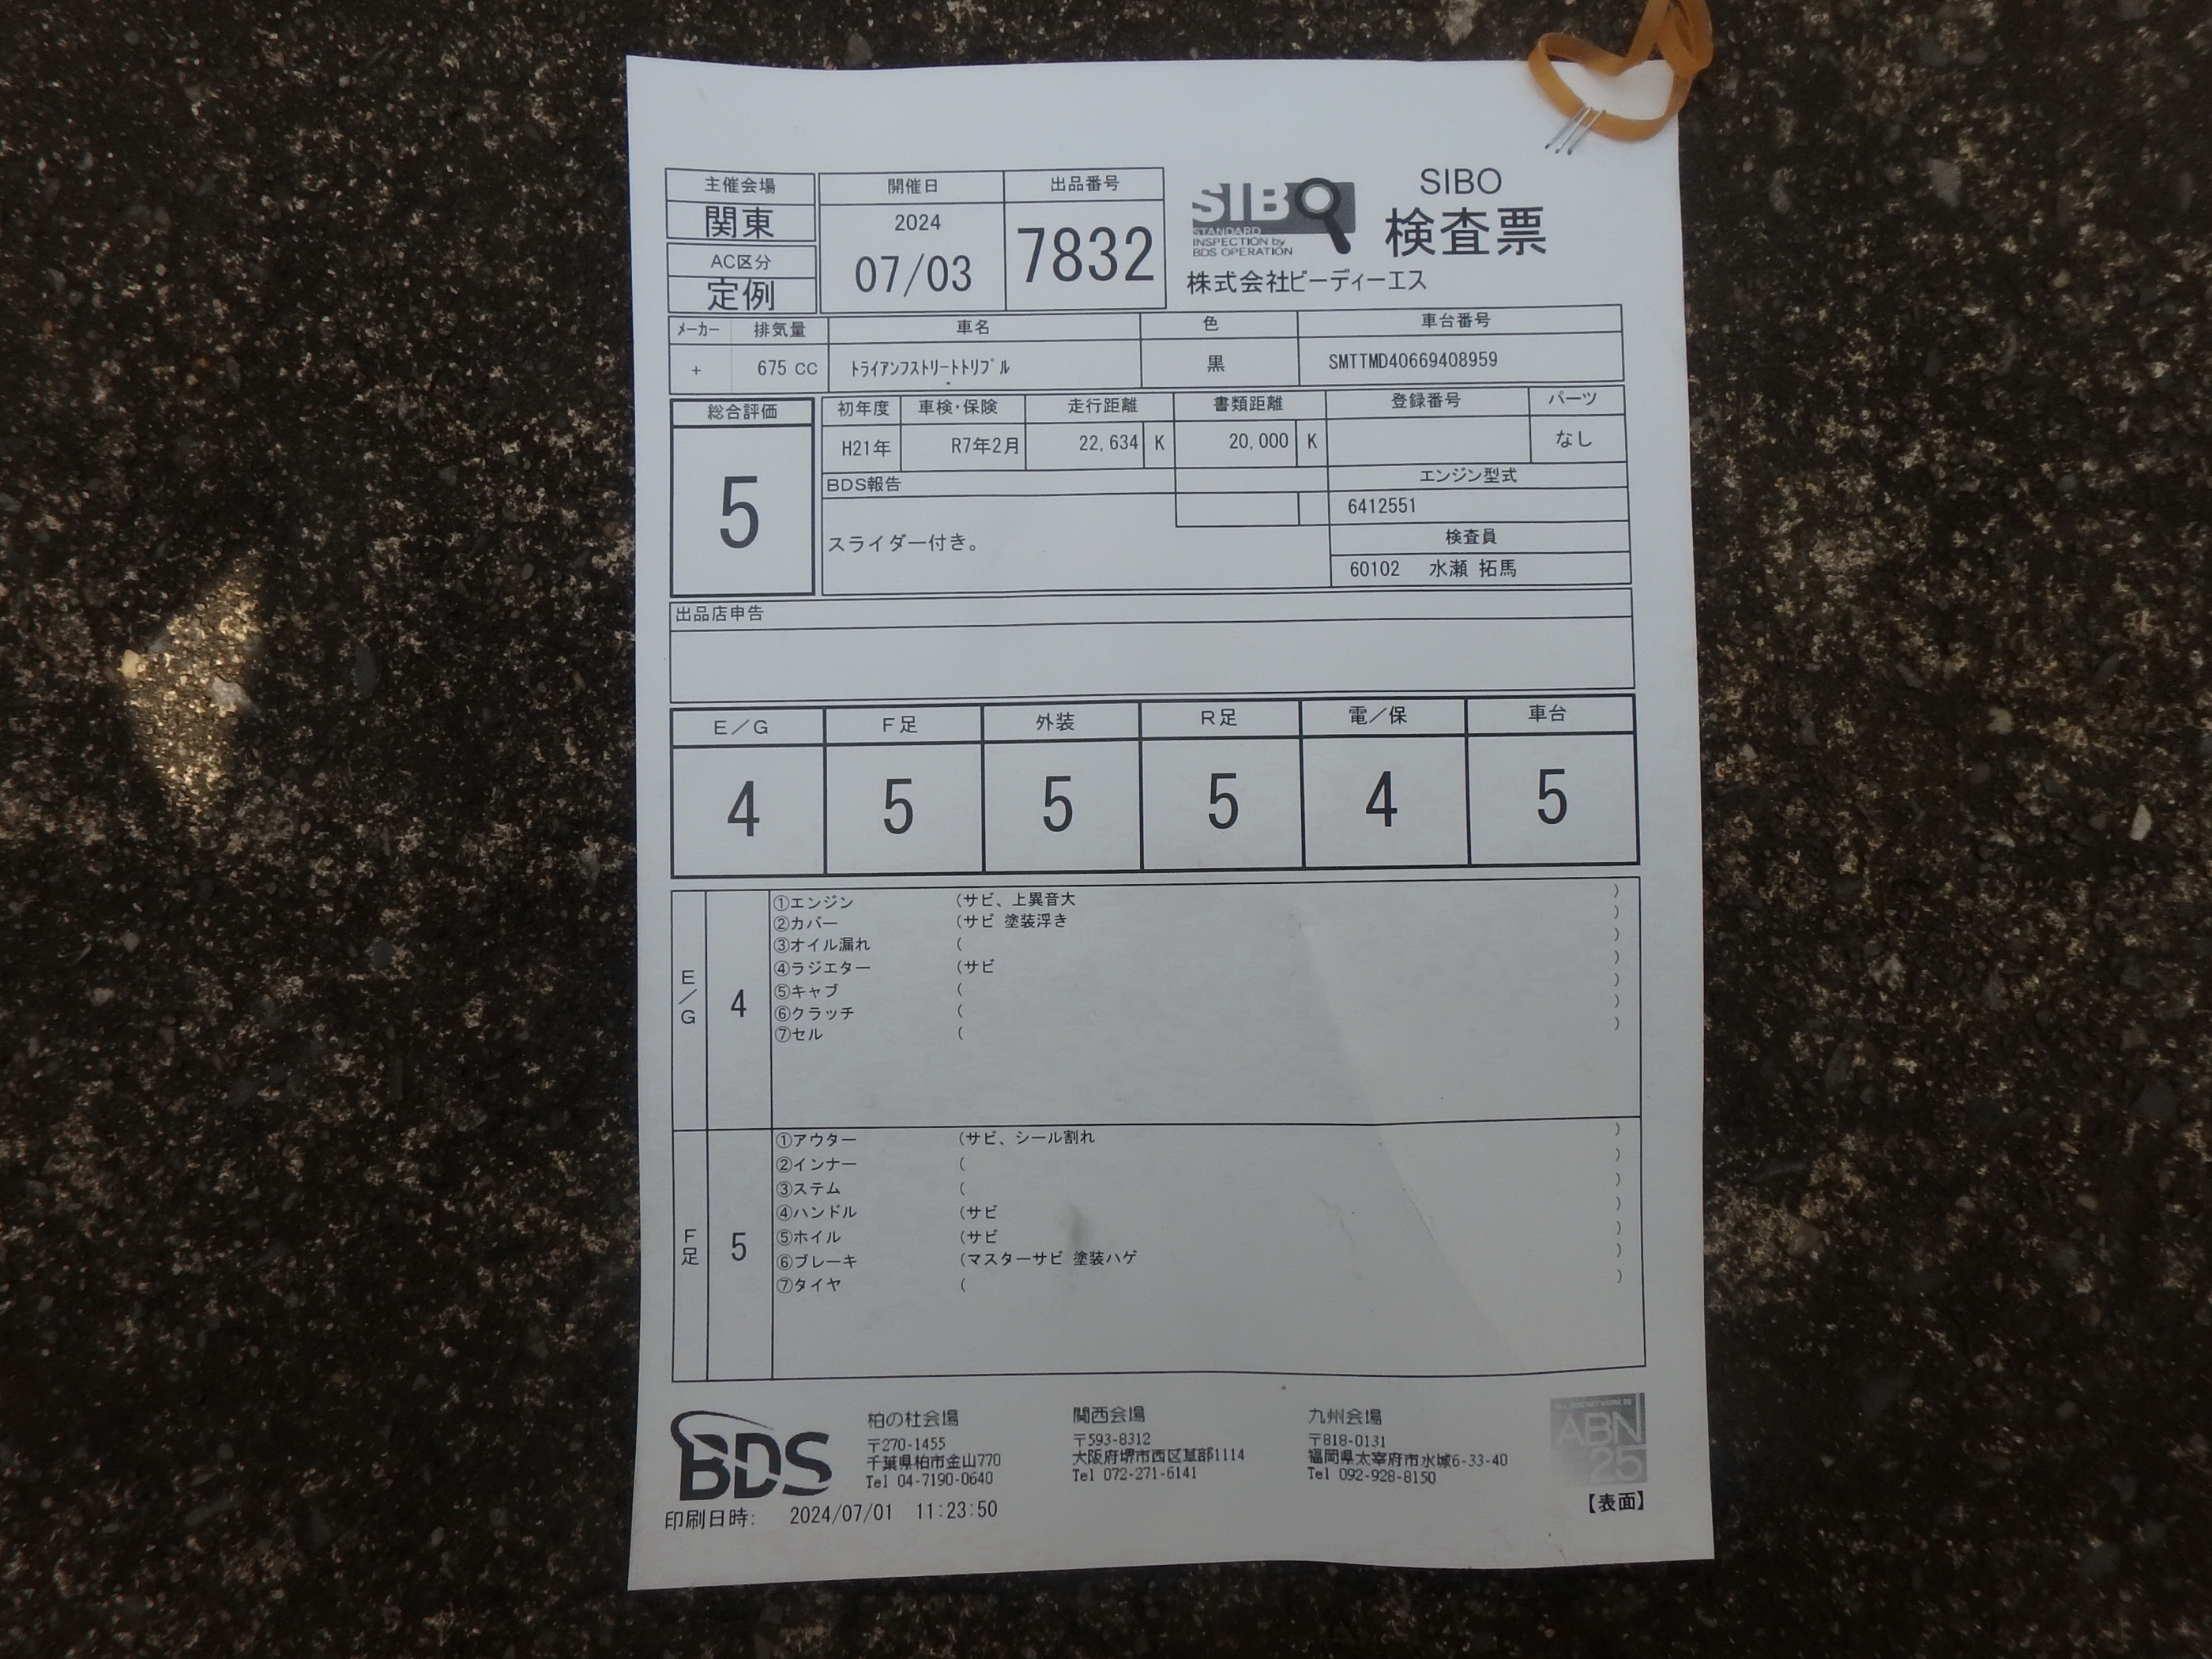 主催会場
関東
AC区分
定例
開催日
2024
07/03
出品番号
7832
SIBO
STANDARD
INSPECTION by
BDS OPERATION
SIBO
検査票
株式会社ビーディーエス
メーカー 排気量 車名 色 車台番号
+ 675 CC トライアンフストリートトリプル 黒 SMTTMD40669408959
総合評価
5
初年度 車検・保険 走行距離 書類距離 登録番号 パーツ
H21年 R7年2月 22,634 K 20,000 K なし
BDS報告
スライダー付き。
エンジン型式
6412551
検査員
60102 水瀬 拓馬
出品店申告
E/G F足 外装 R足 電/保 車台
4 5 5 5 4 5
E/G
4
①エンジン (サビ、上異音大 )
②カバー (サビ 塗装浮き )
③オイル漏れ ( )
④ラジエター (サビ )
⑤キャブ ( )
⑥クラッチ ( )
⑦セル ( )
F足
5
①アウター (サビ、シール割れ )
②インナー ( )
③ステム ( )
④ハンドル (サビ )
⑤ホイル (サビ )
⑥ブレーキ (マスターサビ 塗装ハゲ )
⑦タイヤ ( )
BDS
柏の杜会場
〒270-1455
千葉県柏市金山770
Tel 04-7190-0640
関西会場
〒593-8312
大阪府堺市西区草部1114
Tel 072-271-6141
九州会場
〒818-0131
福岡県太宰府市水城6-33-40
Tel 092-928-8150
ABN
25
【表面】
印刷日時: 2024/07/01 11:23:50